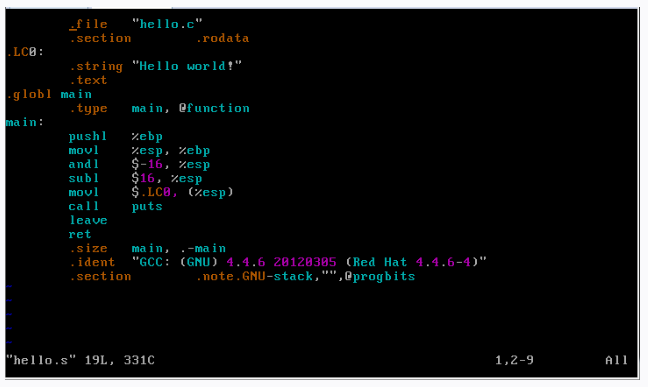 .file   "hello.c"
        .section        .rodata
.LC0:
        .string "Hello world!"
        .text
.globl main
        .type   main, @function
main:
        pushl   %ebp
        movl    %esp, %ebp
        andl    $-16, %esp
        subl    $16, %esp
        movl    $.LC0, (%esp)
        call    puts
        leave
        ret
        .size   main, .-main
        .ident  "GCC: (GNU) 4.4.6 20120305 (Red Hat 4.4.6-4)"
        .section        .note.GNU-stack,"",@progbits
~
~
~
~
~
"hello.s" 19L, 331C                                           1,2-9         All